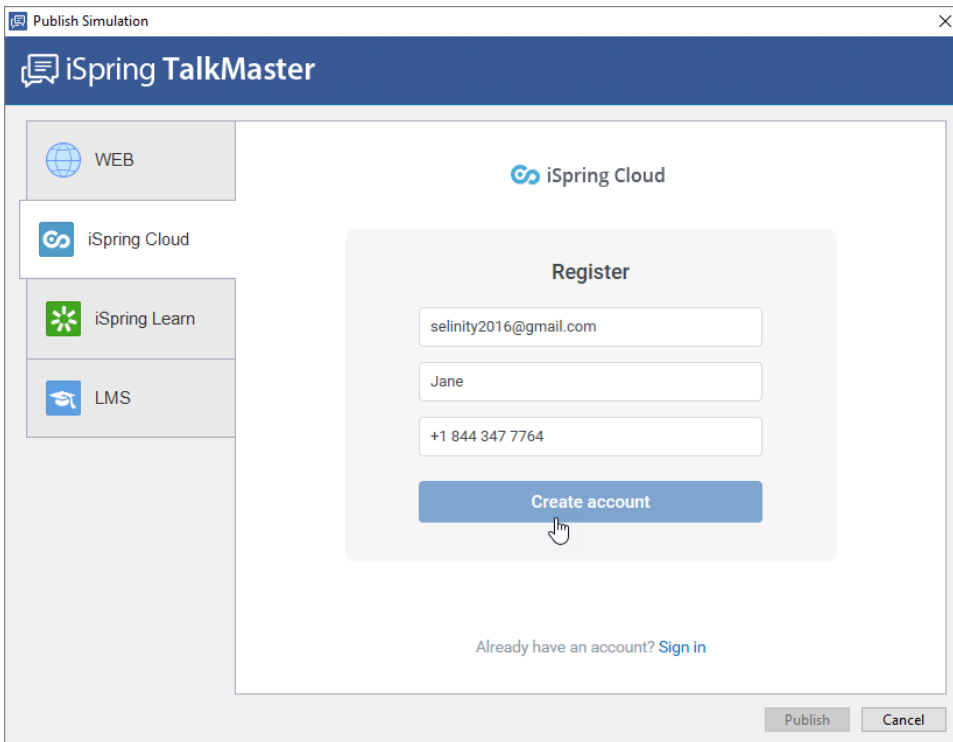 Publish Simulation
iSpring TalkMaster
WEB
iSpring Cloud
iSpring Learn
LMS
iSpring Cloud
Register
selinity2016@gmail.com
Jane
+1 844 347 7764
Create account
Already have an account? Sign in
Publish
Cancel